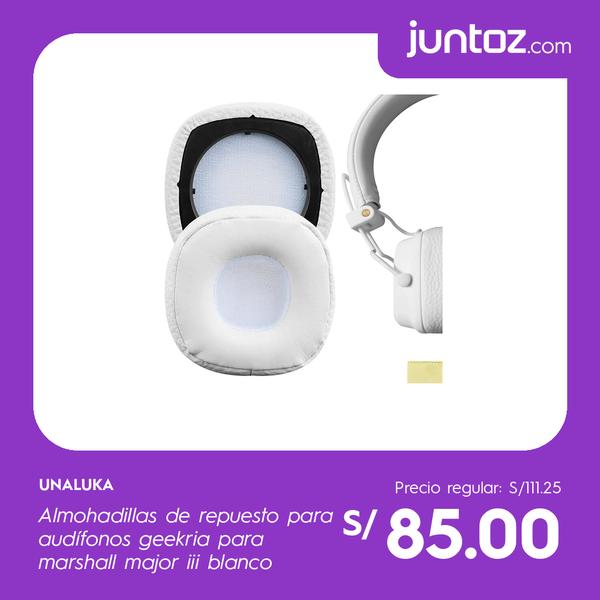 juntoz.com
UNALUKA
Almohadillas de repuesto para
audífonos geekria para
marshall major iii blanco
Precio regular: S/111.25
S/ 85.00